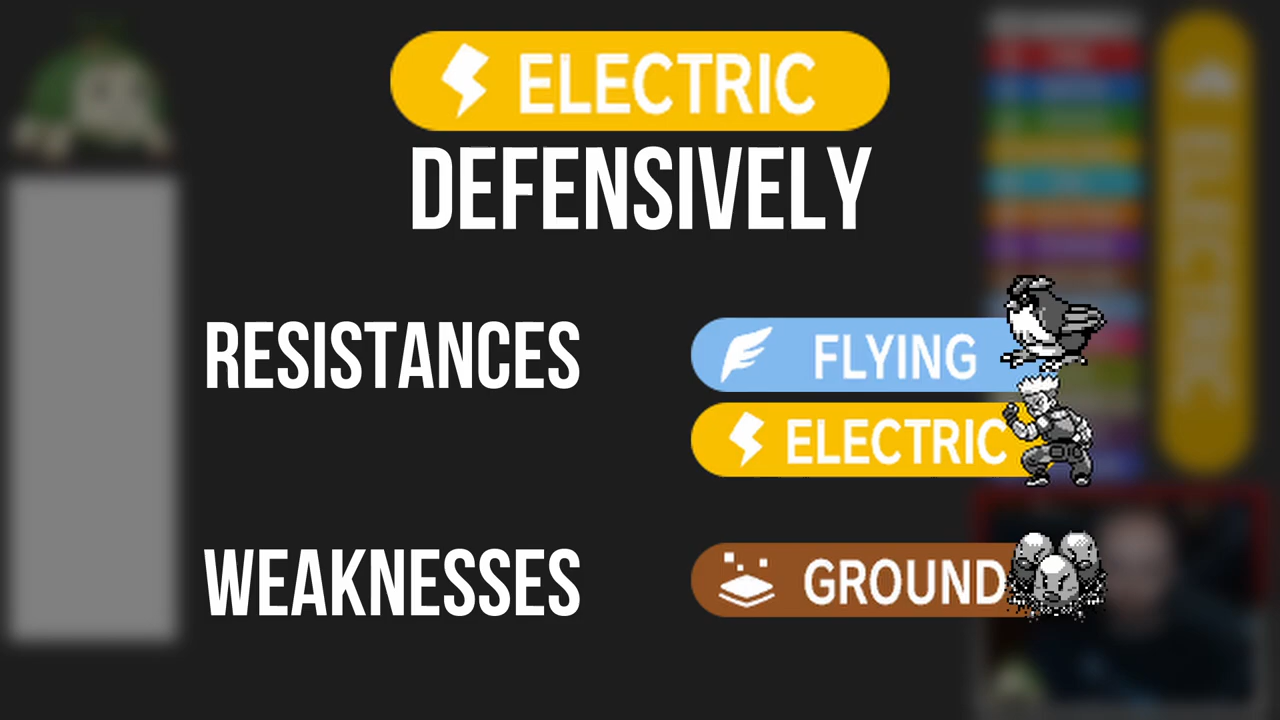 ELECTRIC
DEFENSIVELY
RESISTANCES
FLYING
ELECTRIC
WEAKNESSES
GROUND